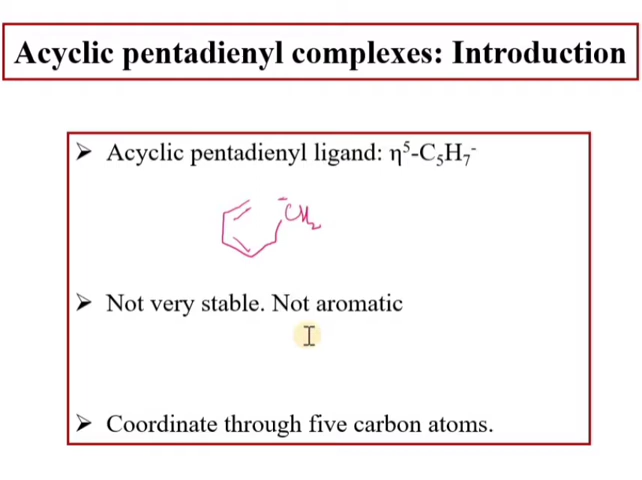 Acyclic pentadienyl complexes: Introduction
➢ Acyclic pentadienyl ligand: η⁵-C₅H₇⁻
⁻CH₂
➢ Not very stable. Not aromatic
➢ Coordinate through five carbon atoms.